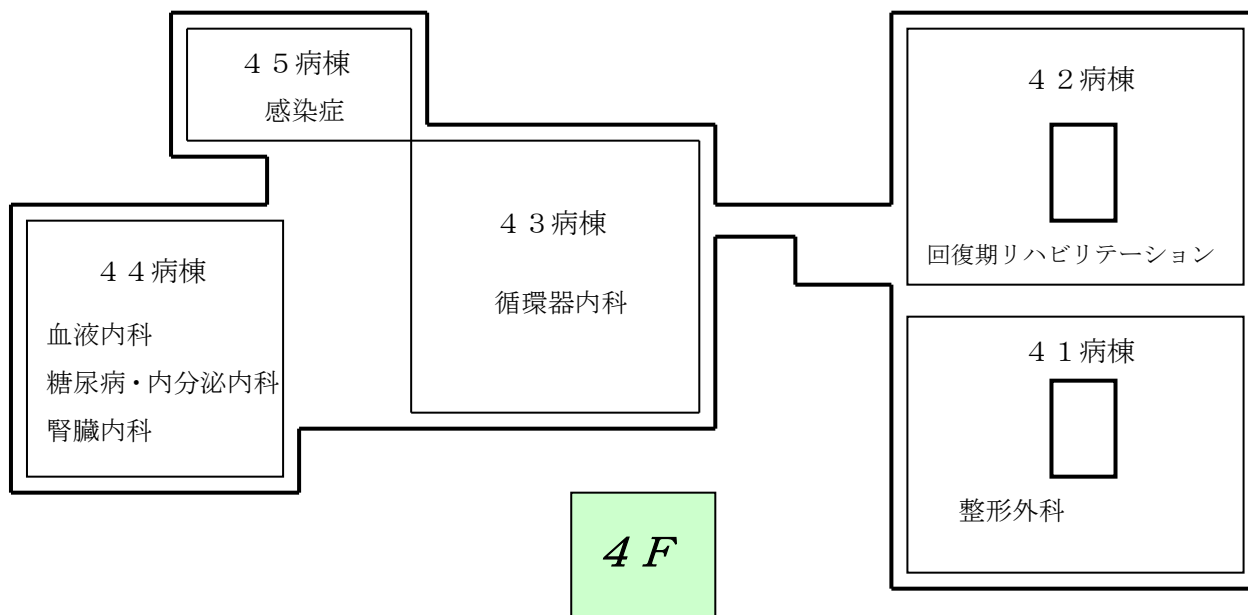 ４５病棟
感染症
４２病棟
回復期リハビリテーション
４３病棟
循環器内科
４４病棟
血液内科
糖尿病・内分泌内科
腎臓内科
４１病棟
整形外科
４Ｆ